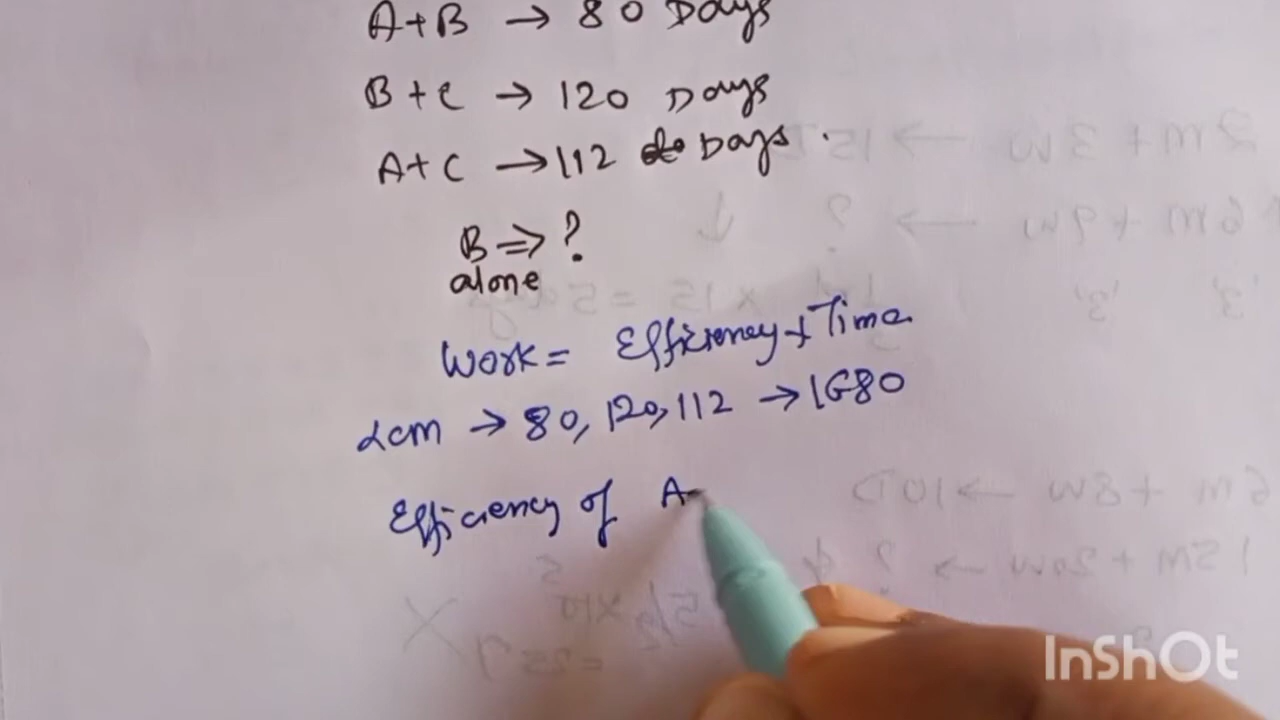 A+B → 80 Days
B+C → 120 Days
A+C → 112 Days.
B ⇒ ?
alone
Work = Efficiency × Time
Lcm → 80, 120, 112 → 1680
Efficiency of A
InShOt